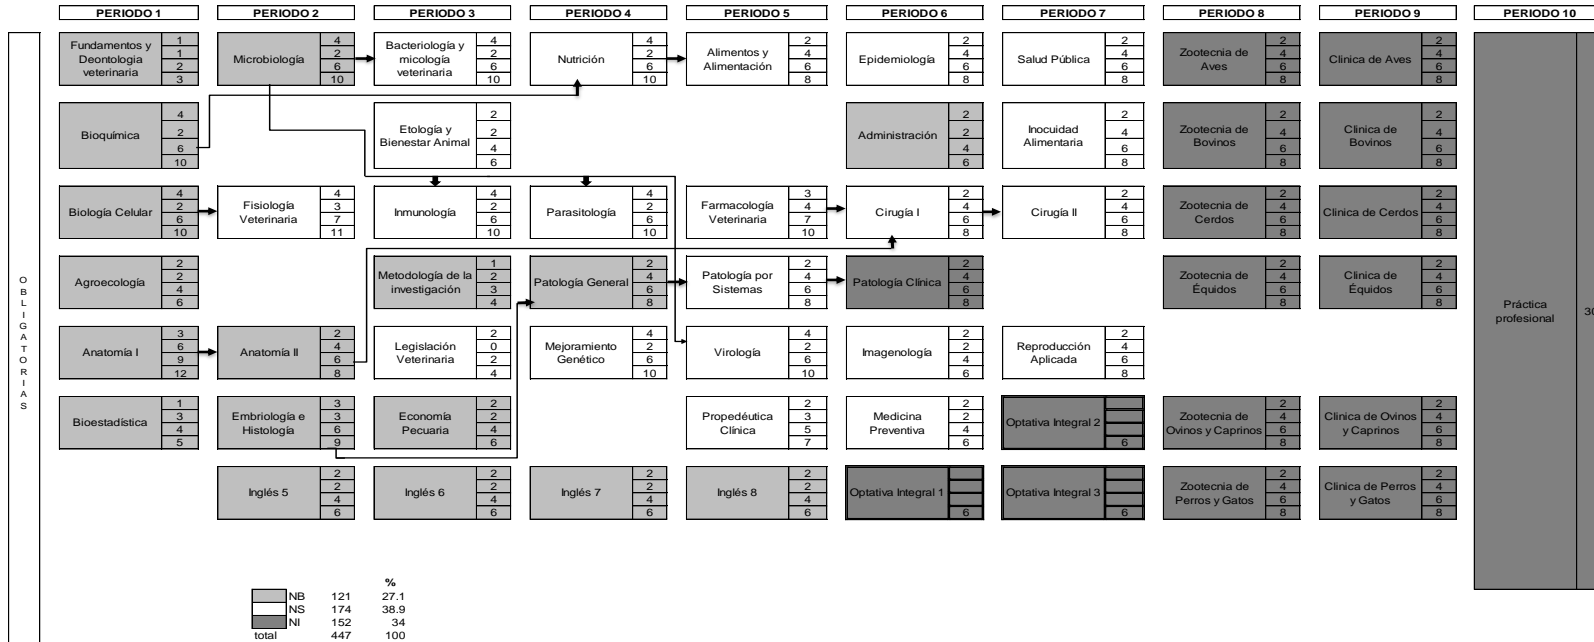 PERIODO 1 PERIODO 2 PERIODO 3 PERIODO 4 PERIODO 5 PERIODO 6 PERIODO 7 PERIODO 8 PERIODO 9 PERIODO 10
OBLIGATORIAS
Fundamentos y
Deontologia
veterinaria
1
1
2
3
Microbiología
4
2
6
10
Bacteriología y
micología
veterinaria
4
2
6
10
Nutrición
4
2
6
10
Alimentos y
Alimentación
2
4
6
8
Epidemiología
2
4
6
8
Salud Pública
2
4
6
8
Zootecnia de
Aves
2
4
6
8
Clinica de Aves
2
4
6
8
Bioquímica
4
2
6
10
Etología y
Bienestar Animal
2
2
4
6
Administración
2
2
4
6
Inocuidad
Alimentaria
2
4
6
8
Zootecnia de
Bovinos
2
4
6
8
Clinica de
Bovinos
2
4
6
8
Biología Celular
4
2
6
10
Fisiología
Veterinaria
4
3
7
11
Inmunología
4
2
6
10
Parasitología
4
2
6
10
Farmacología
Veterinaria
3
4
7
10
Cirugía I
2
4
6
8
Cirugía II
2
4
6
8
Zootecnia de
Cerdos
2
4
6
8
Clinica de Cerdos
2
4
6
8
Agroecología
2
2
4
6
Metodología de la
investigación
1
2
3
4
Patología General
2
4
6
8
Patología por
Sistemas
2
4
6
8
Patología Clínica
2
4
6
8
Zootecnia de
Équidos
2
4
6
8
Clinica de
Équidos
2
4
6
8
Anatomía I
3
6
9
12
Anatomía II
2
4
6
8
Legislación
Veterinaria
2
0
2
4
Mejoramiento
Genético
4
2
6
10
Virología
4
2
6
10
Imagenología
2
2
4
6
Reproducción
Aplicada
2
4
6
8
Bioestadística
1
3
4
5
Embriología e
Histología
3
3
6
9
Economía
Pecuaria
2
2
4
6
Propedéutica
Clínica
2
3
5
7
Medicina
Preventiva
2
2
4
6
Optativa Integral 2
6
Zootecnia de
Ovinos y Caprinos
2
4
6
8
Clinica de Ovinos
y Caprinos
2
4
6
8
Inglés 5
2
2
4
6
Inglés 6
2
2
4
6
Inglés 7
2
2
4
6
Inglés 8
2
2
4
6
Optativa Integral 1
6
Optativa Integral 3
6
Zootecnia de
Perros y Gatos
2
4
6
8
Clinica de Perros
y Gatos
2
4
6
8
Práctica
profesional
30
%
NB 121 27.1
NS 174 38.9
NI 152 34
total 447 100